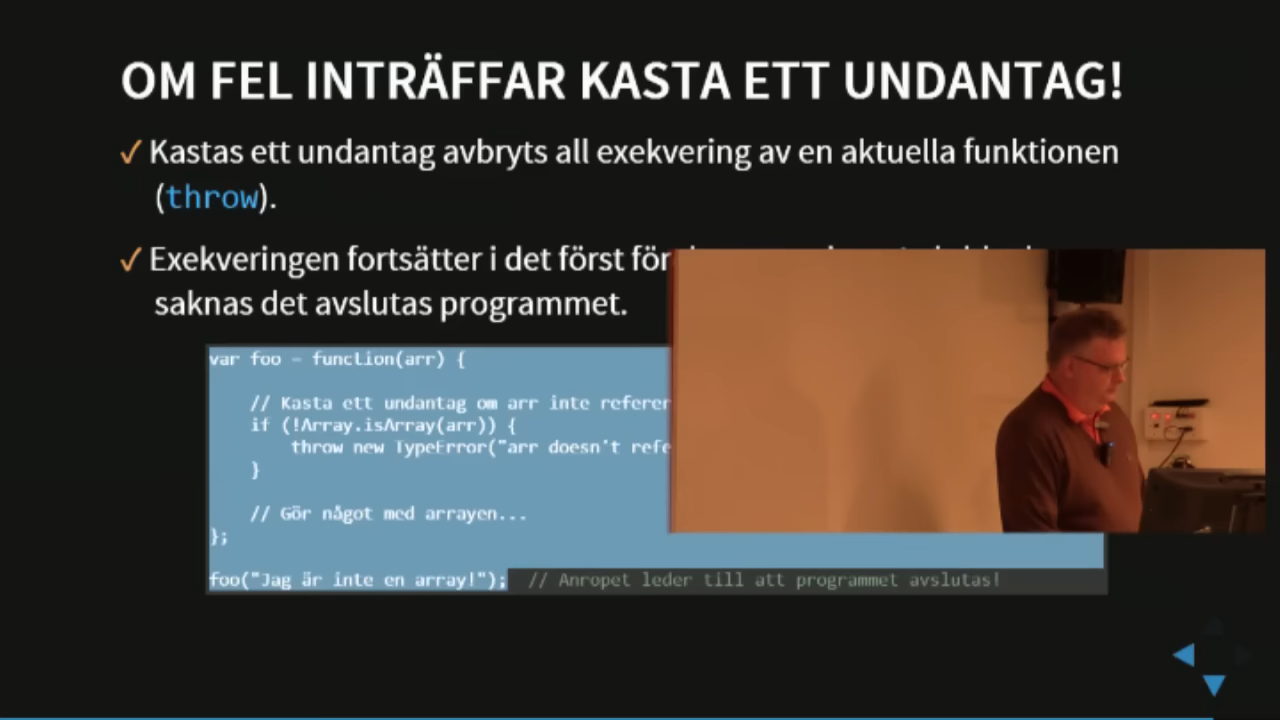 OM FEL INTRÄFFAR KASTA ETT UNDANTAG!
✓ Kastas ett undantag avbryts all exekvering av en aktuella funktionen
(throw).
✓ Exekveringen fortsätter i det först för
saknas det avslutas programmet.
var foo = function(arr) {
// Kasta ett undantag om arr inte referer
if (!Array.isArray(arr)) {
throw new TypeError("arr doesn't refe
}
// Gör något med arrayen...
};
foo("Jag är inte en array!"); // Anropet leder till att programmet avslutas!